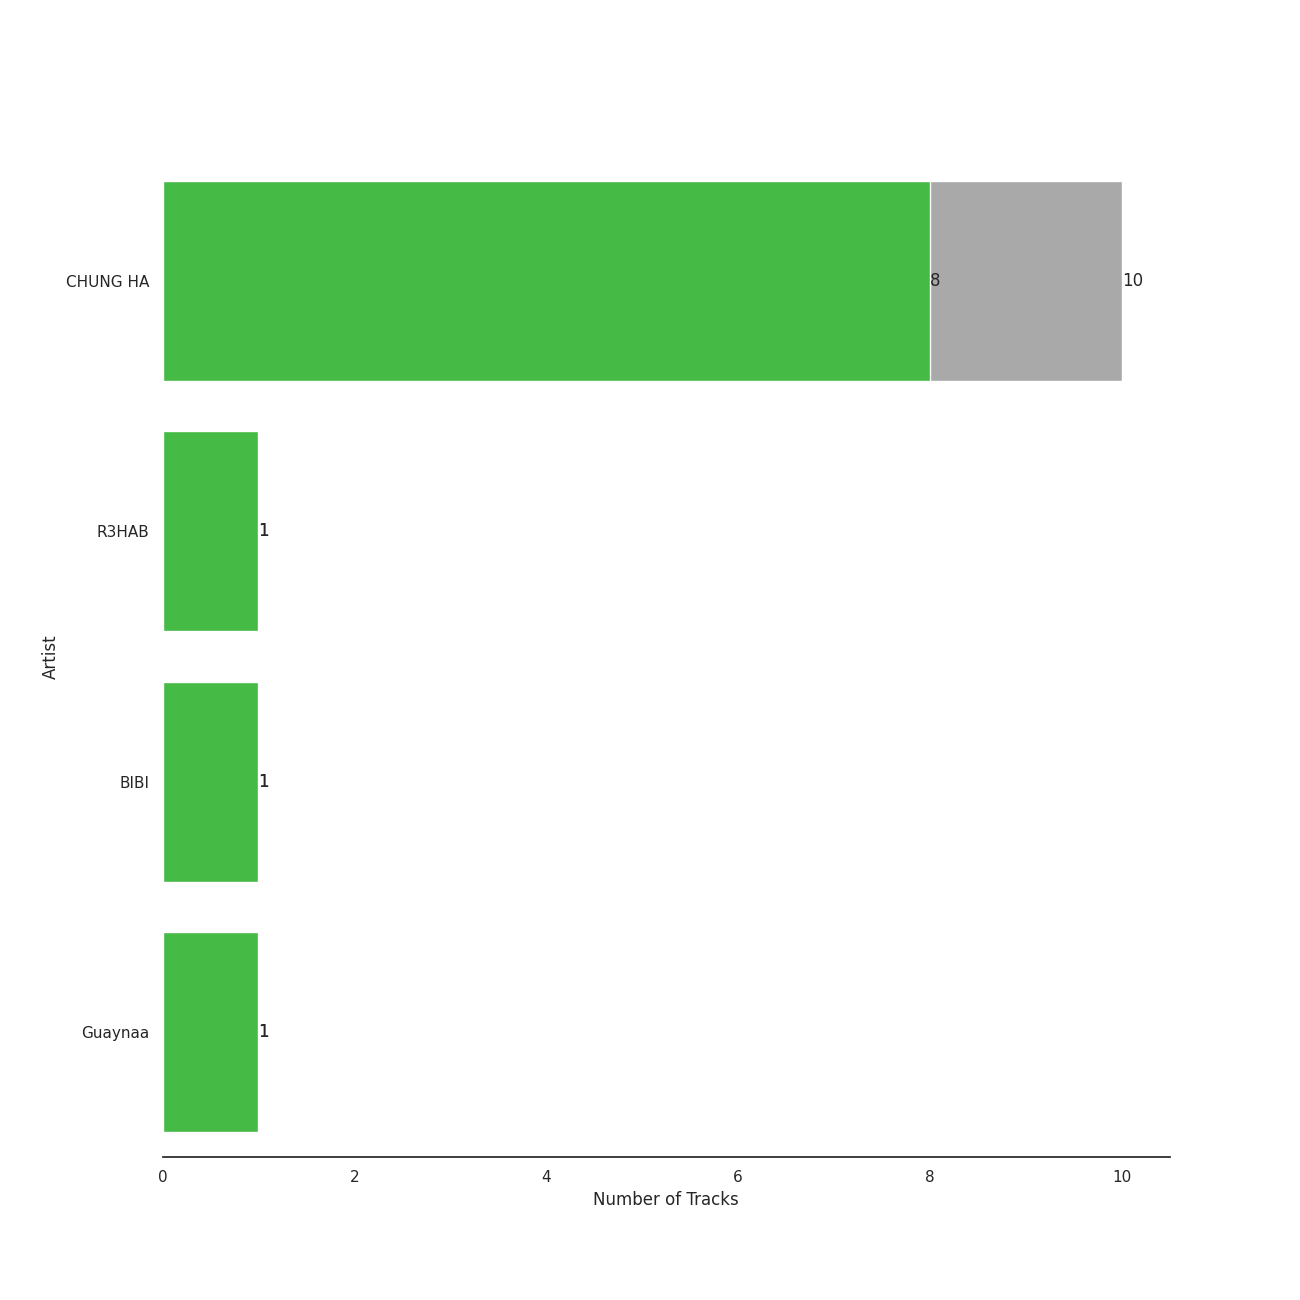 CHUNG HA
8
10
R3HAB
1
Artist
BIBI
1
Guaynaa
1
0 2 4 6 8 10
Number of Tracks